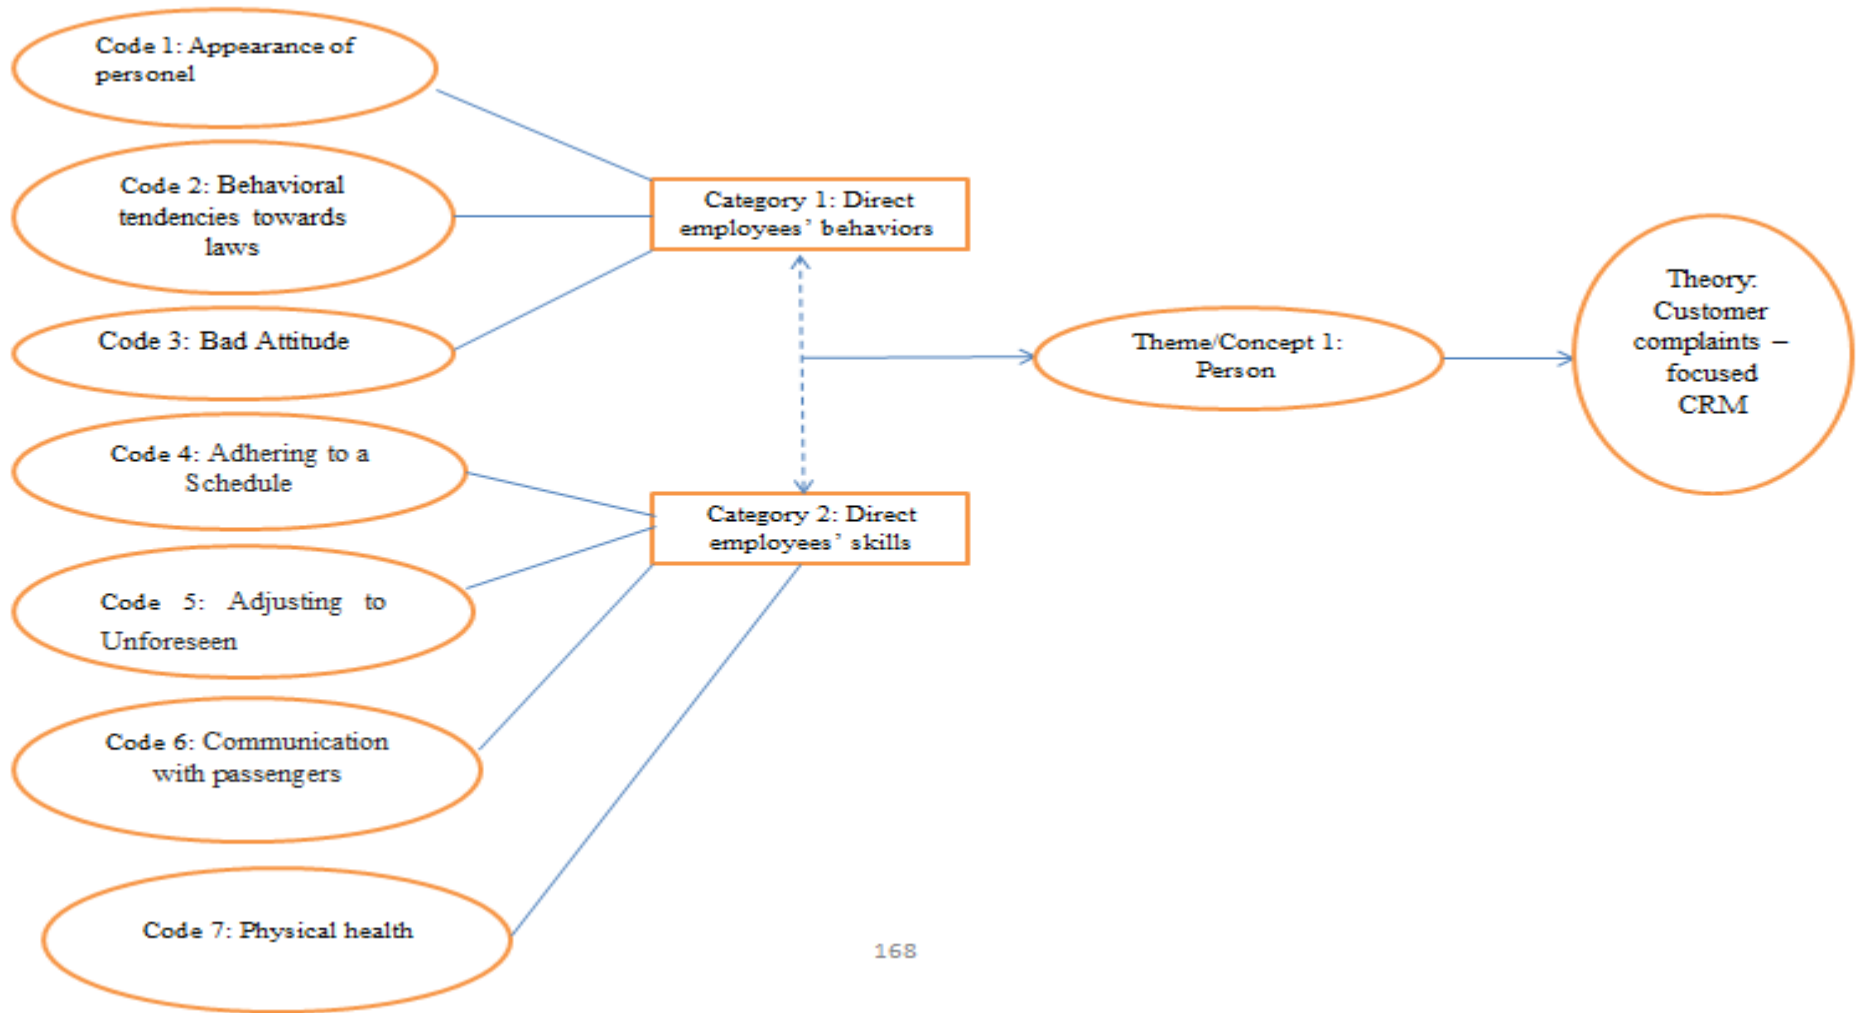 Code 1: Appearance of
personel
Code 2: Behavioral
tendencies towards
laws
Code 3: Bad Attitude
Code 4: Adhering to a
Schedule
Code 5: Adjusting to
Unforeseen
Code 6: Communication
with passengers
Code 7: Physical health
Category 1: Direct
employees’ behaviors
Category 2: Direct
employees’ skills
Theme/Concept 1:
Person
Theory:
Customer
complaints –
focused
CRM
168